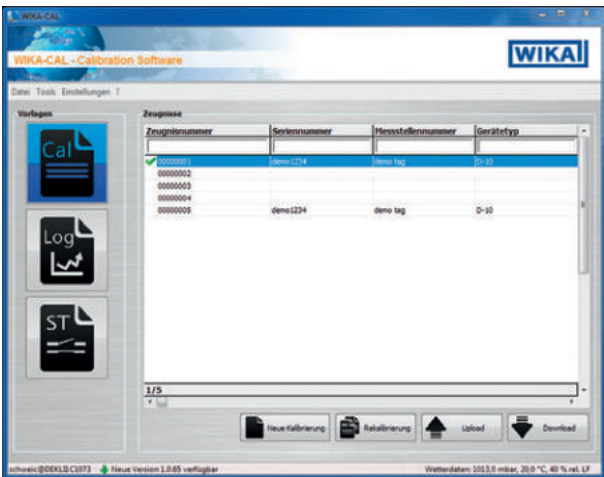 WIKA-CAL
WIKA-CAL - Calibration Software
WIKA
Datei Tools Einstellungen ?
Vorlagen
Zeugnisse
Cal
Log
ST
Zeugnisnummer Seriennummer Messstellennummer Gerätetyp
00000001 demo1234 demo tag D-10
00000002
00000003
00000004
00000005 demo1234 demo tag D-10
1/5
Neue Kalibrierung Rekalibrierung Upload Download
Neue Version 1.0.65 verfügbar Wetterdaten: 1013,0 mbar, 20,0 °C, 40 % rel. LF